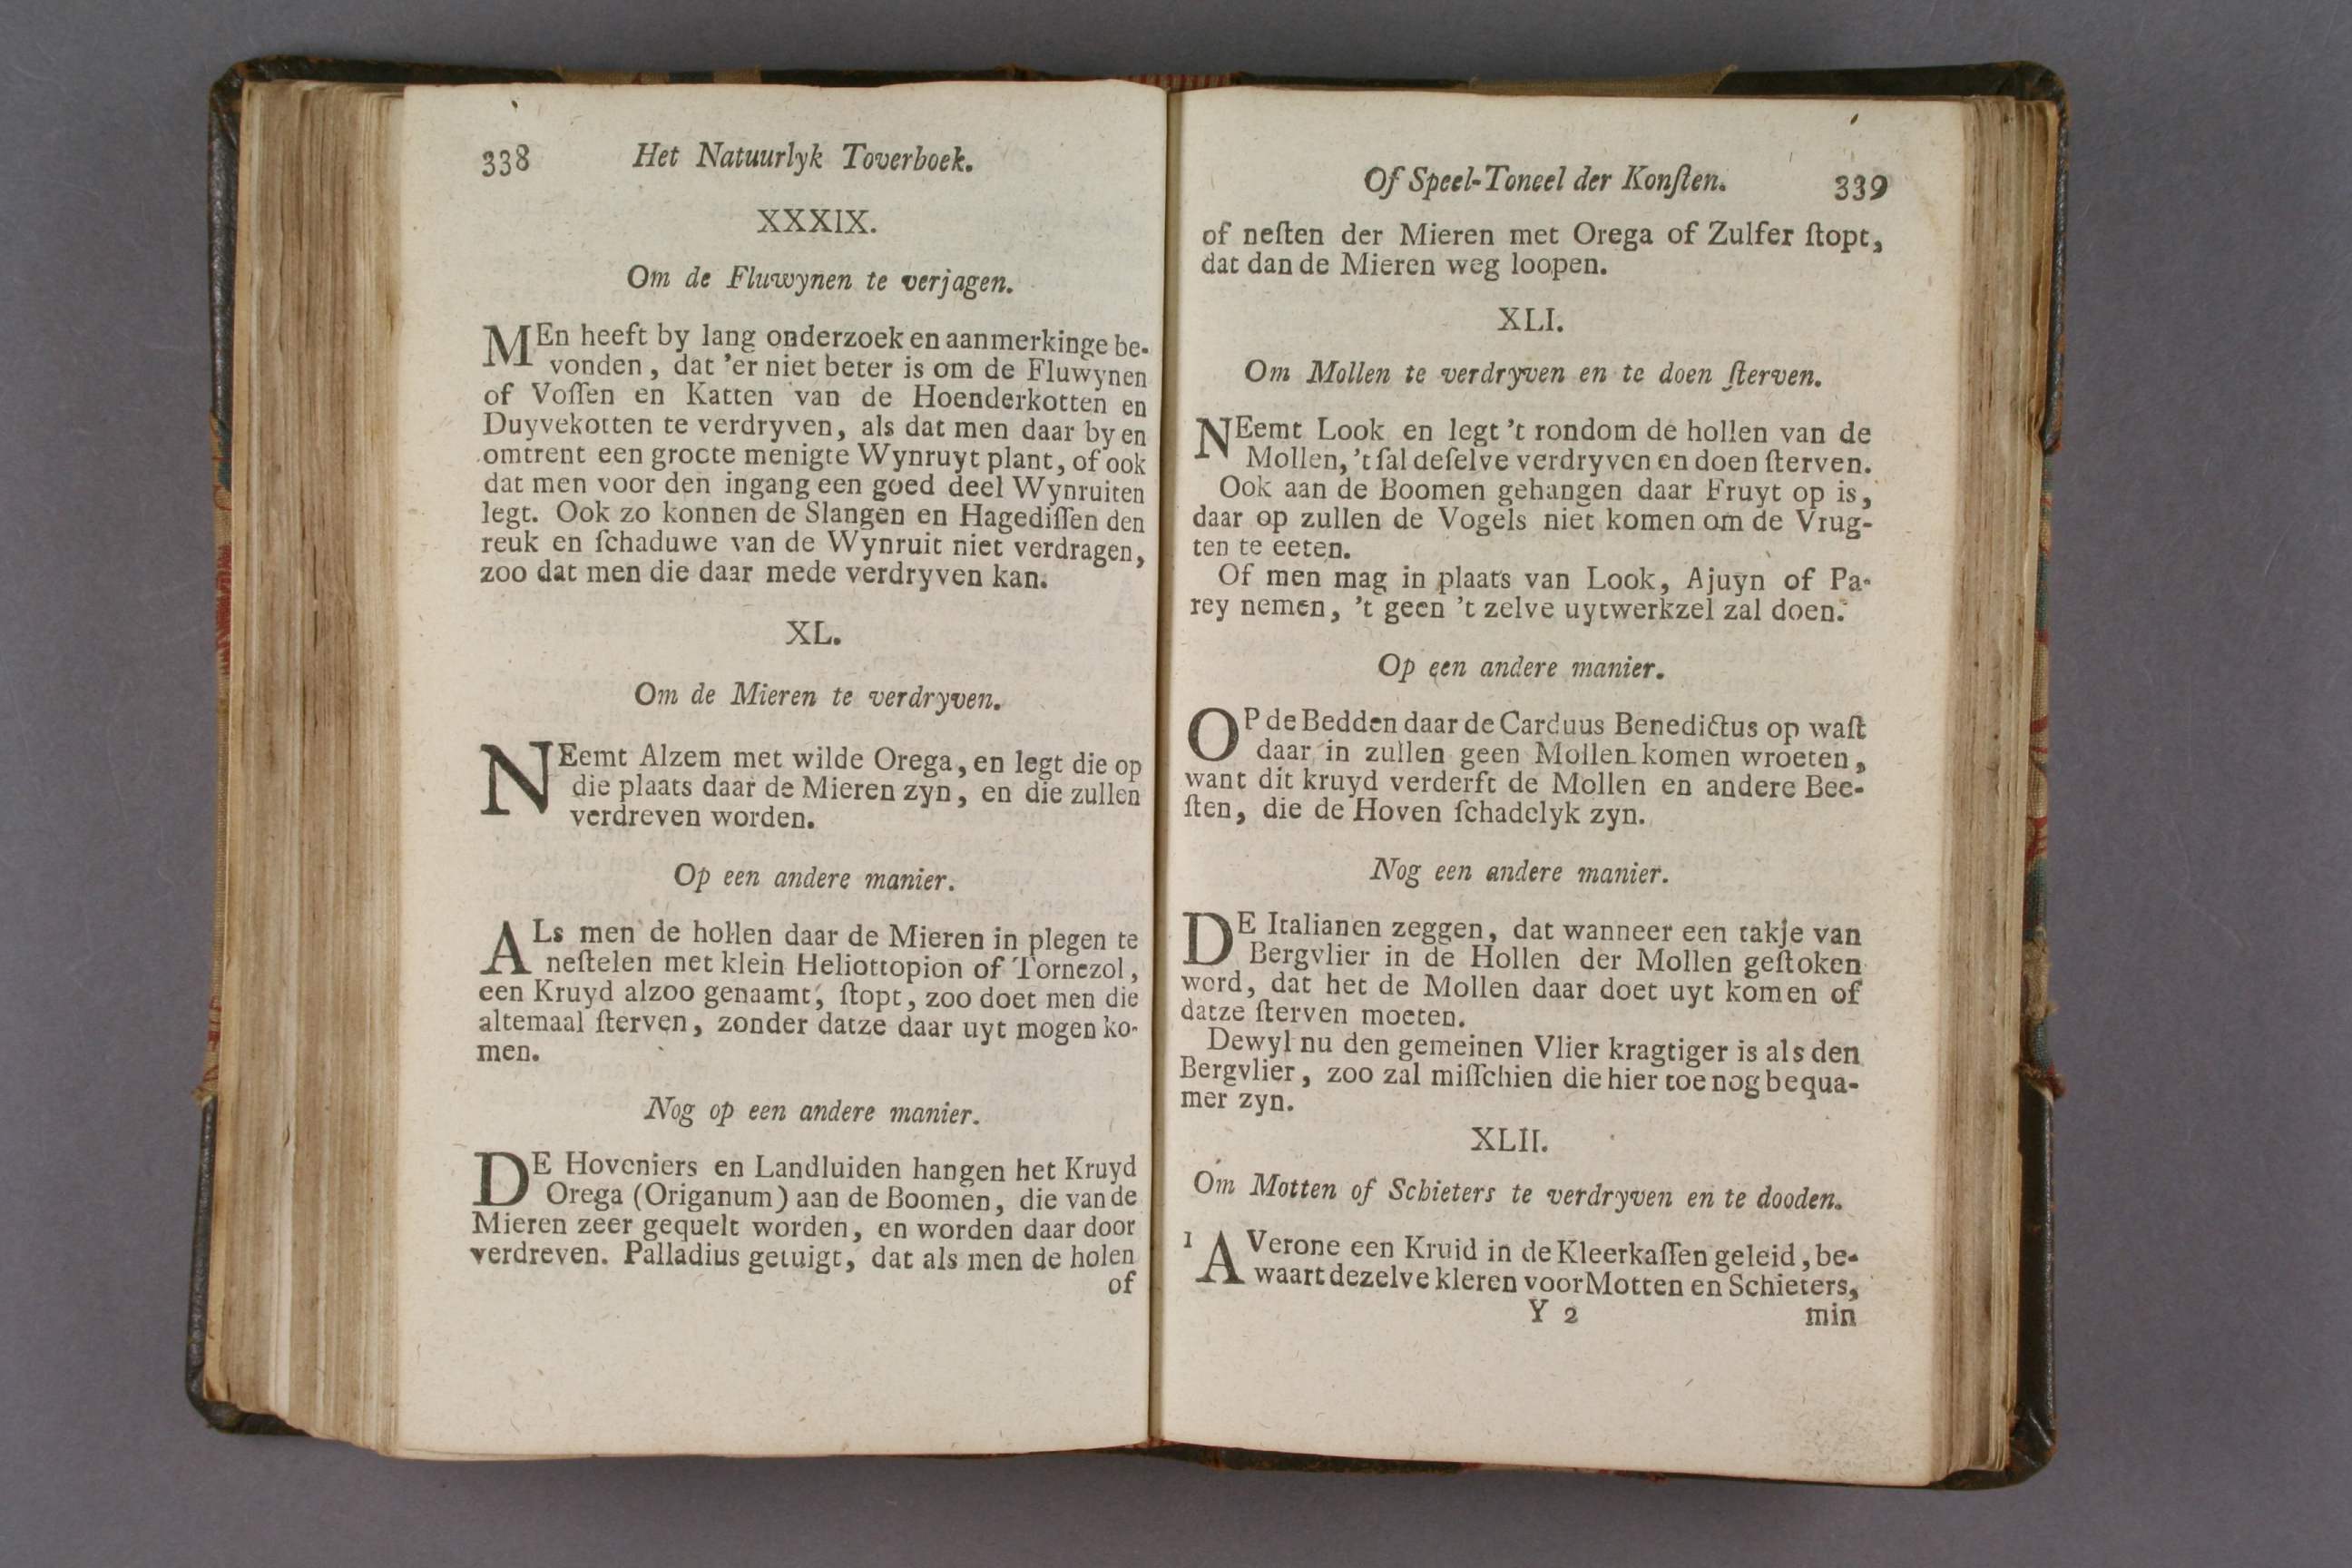 338 Het Natuurlyk Toverboek.
XXXIX.
Om de Fluwynen te verjagen.
MEn heeft by lang onderzoek en aanmerkinge be-
vonden, dat 'er niet beter is om de Fluwynen
of Voſſen en Katten van de Hoenderkotten en
Duyvekotten te verdryven, als dat men daar by en
omtrent een groote menigte Wynruyt plant, of ook
dat men voor den ingang een goed deel Wynruiten
legt. Ook zo konnen de Slangen en Hagediſſen den
reuk en ſchaduwe van de Wynruit niet verdragen,
zoo dat men die daar mede verdryven kan.
XL.
Om de Mieren te verdryven.
NEemt Alzem met wilde Orega, en legt die op
die plaats daar de Mieren zyn, en die zullen
verdreven worden.
Op een andere manier.
ALs men de hollen daar de Mieren in plegen te
neſtelen met klein Heliottopion of Tornezol,
een Kruyd alzoo genaamt, ſtopt, zoo doet men die
altemaal ſterven, zonder datze daar uyt mogen ko-
men.
Nog op een andere manier.
DE Hoveniers en Landluiden hangen het Kruyd
Orega (Origanum) aan de Boomen, die van de
Mieren zeer gequelt worden, en worden daar door
verdreven. Palladius getuigt, dat als men de holen
of
Of Speel-Toneel der Konſten. 339
of neſten der Mieren met Orega of Zulfer ſtopt,
dat dan de Mieren weg loopen.
XLI.
Om Mollen te verdryven en te doen ſterven.
NEemt Look en legt 't rondom de hollen van de
Mollen, 't ſal deſelve verdryven en doen ſterven.
Ook aan de Boomen gehangen daar Fruyt op is,
daar op zullen de Vogels niet komen om de Vrug-
ten te eeten.
Of men mag in plaats van Look, Ajuyn of Pa-
rey nemen, 't geen 't zelve uytwerkzel zal doen.
Op een andere manier.
OP de Bedden daar de Carduus Benedictus op waſt
daar in zullen geen Mollen komen wroeten,
want dit kruyd verderft de Mollen en andere Bee-
ſten, die de Hoven ſchadelyk zyn.
Nog een andere manier.
DE Italianen zeggen, dat wanneer een takje van
Bergvlier in de Hollen der Mollen geſtoken
word, dat het de Mollen daar doet uyt komen of
datze ſterven moeten.
Dewyl nu den gemeinen Vlier kragtiger is als den
Bergvlier, zoo zal miſſchien die hier toe nog bequa-
mer zyn.
XLII.
Om Motten of Schieters te verdryven en te dooden.
1 AVerone een Kruid in de Kleerkaſſen geleid, be-
waart dezelve kleren voor Motten en Schieters,
Y 2 min